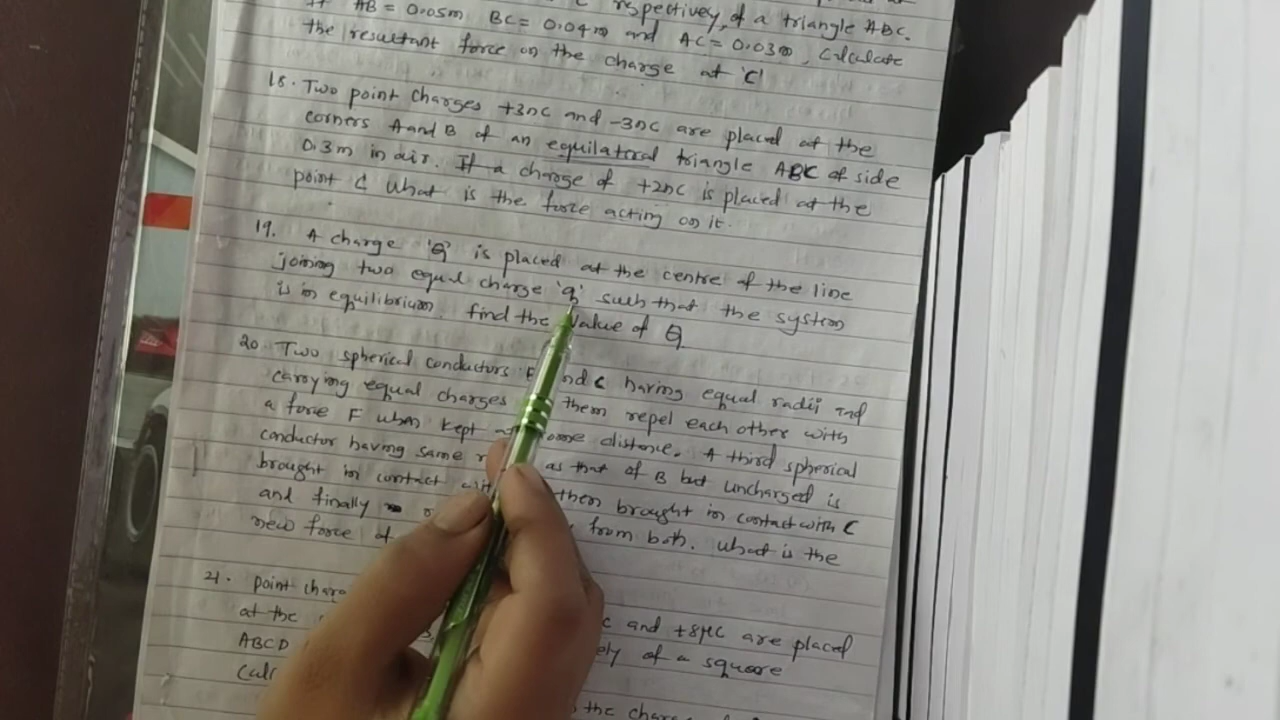 If AB = 0.05m BC = 0.04m and AC = 0.03m, Calculate
the resultant force on the charge at 'C'
18. Two point charges +3nc and -3nc are placed at the
corners A and B of an equilateral triangle ABC of side
0.3m in air. If a charge of +2nc is placed at the
point C what is the force acting on it.
19. A charge 'Q' is placed at the centre of the line
joining two equal charge 'q' such that the system
is in equilibrium. find the value of Q
20. Two spherical conductors and C having equal radii and
carrying equal charges them repel each other with
a force F when kept distance. A third spherical
conductor having same as that of B but uncharged is
brought in contact then brought in contact with C
and finally from both. What is the
new force of
21. point
at the c and +8μc are placed
ABCD of a square
the